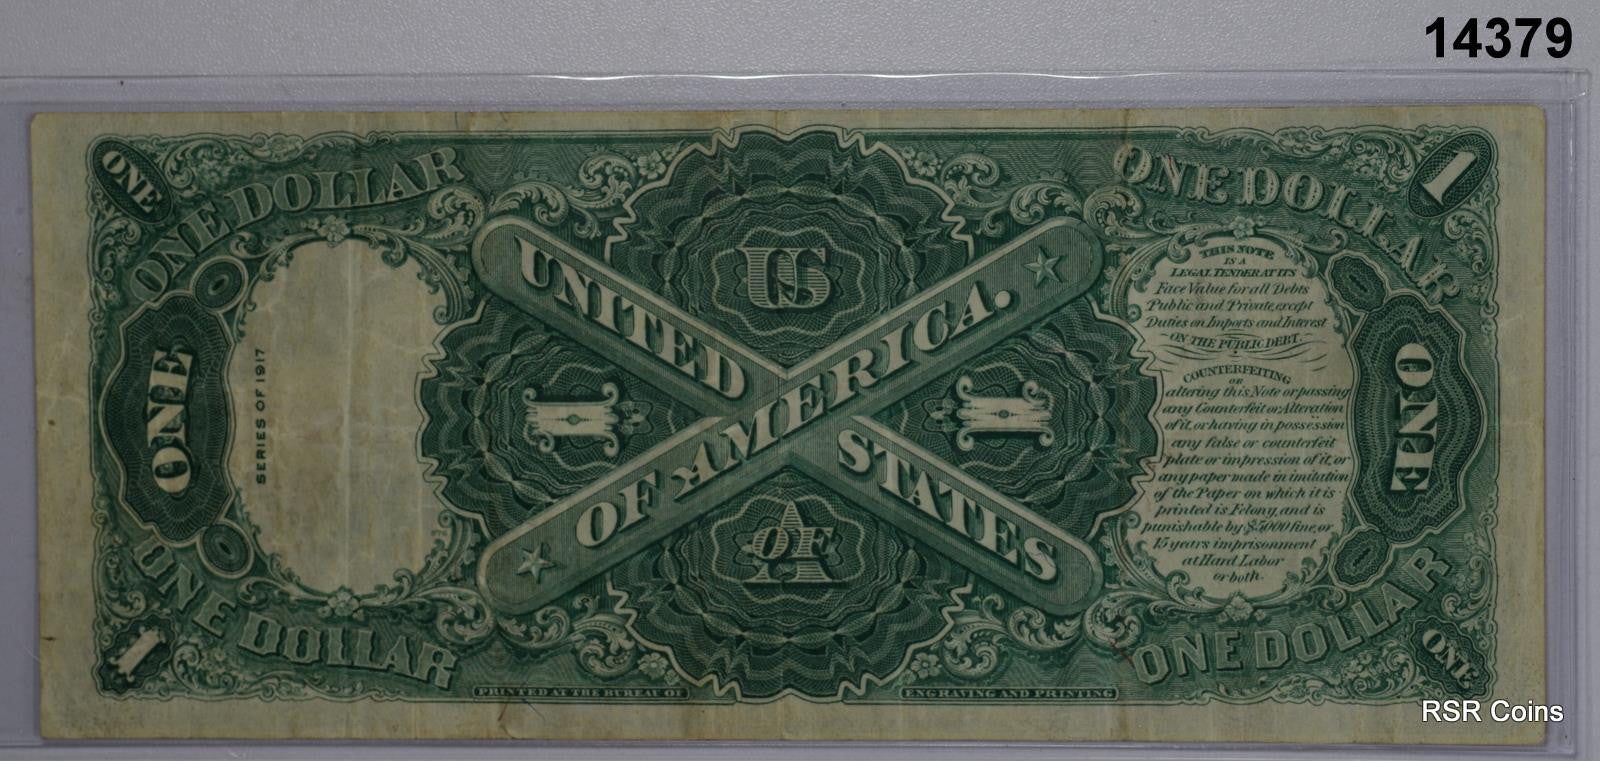 14379
ONE
ONE DOLLAR
ONE DOLLAR
1
UNITED
STATES
OF AMERICA.
US
OF A
1
1
ONE
SERIES OF 1917
THIS NOTE
IS A
LEGAL TENDER AT ITS
Face Value for all Debts
Public and Private, except
Duties on Imports and Interest
ON THE PUBLIC DEBT.
COUNTERFEITING
OR
altering this Note or passing
any Counterfeit or Alteration
of it, or having in possession
any false or counterfeit
plate or impression of it, or
any paper made in imitation
of the Paper on which it is
printed is Felony, and is
punishable by $5000 fine, or
15 years imprisonment
at Hard Labor
or both.
ONE
1
ONE DOLLAR
ONE DOLLAR
ONE
PRINTED AT THE BUREAU OF
ENGRAVING AND PRINTING
RSR Coins